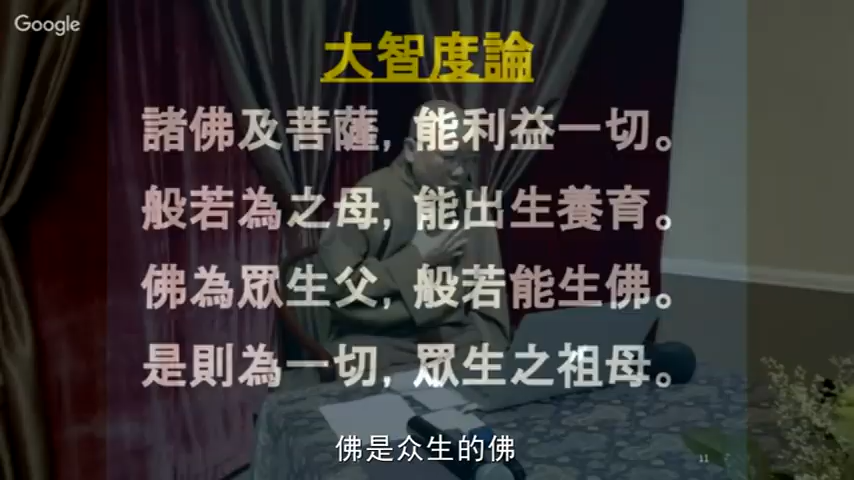 Google
大智度論
諸佛及菩薩，能利益一切。
般若為之母，能出生養育。
佛為眾生父，般若能生佛。
是則為一切，眾生之祖母。
佛是众生的佛
11